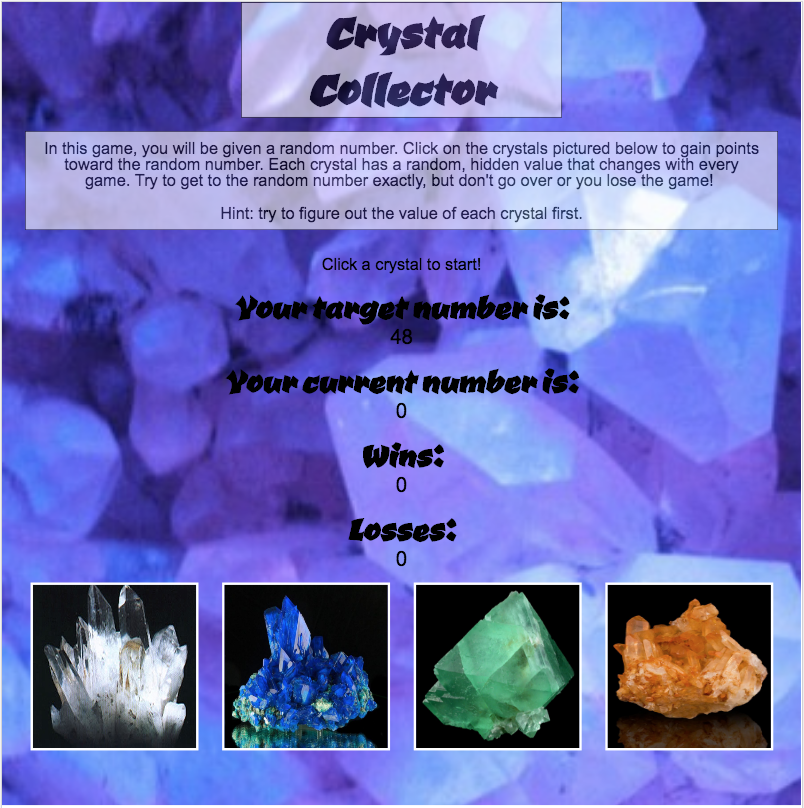 Crystal
Collector
In this game, you will be given a random number. Click on the crystals pictured below to gain points
toward the random number. Each crystal has a random, hidden value that changes with every
game. Try to get to the random number exactly, but don't go over or you lose the game!
Hint: try to figure out the value of each crystal first.
Click a crystal to start!
Your target number is:
48
Your current number is:
0
Wins:
0
Losses:
0